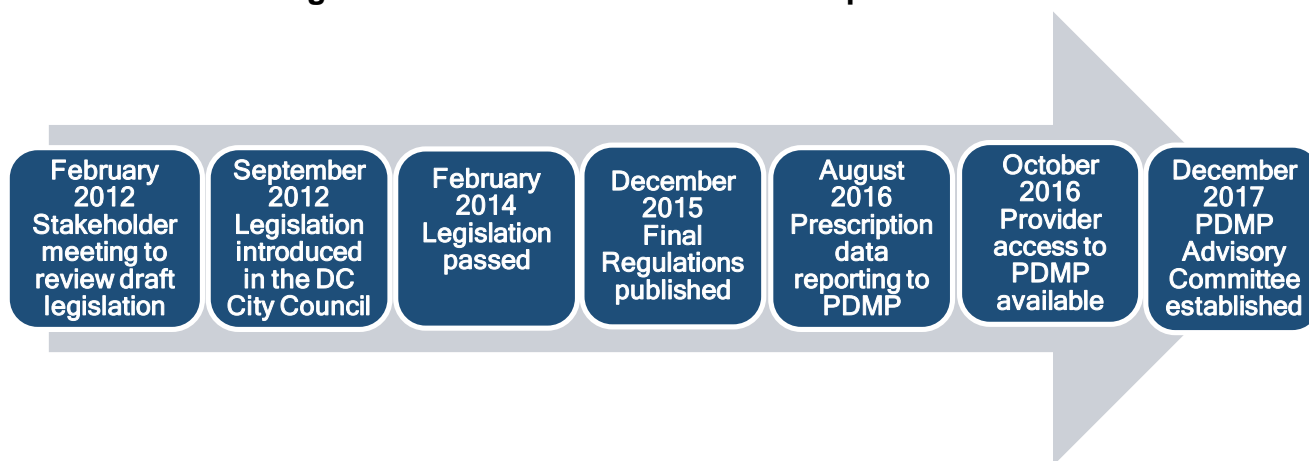 February
2012
Stakeholder
meeting to
review draft
legislation
September
2012
Legislation
introduced
in the DC
City Council
February
2014
Legislation
passed
December
2015
Final
Regulations
published
August
2016
Prescription
data
reporting to
PDMP
October
2016
Provider
access to
PDMP
available
December
2017
PDMP
Advisory
Committee
established